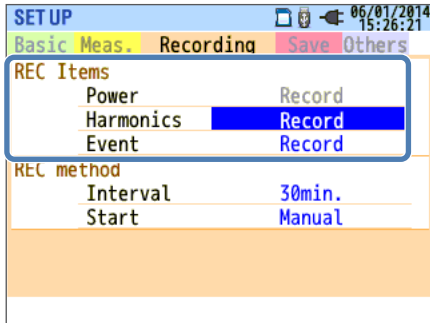 SET UP 06/01/2014
15:26:21
Basic Meas. Recording Save Others
REC Items
Power Record
Harmonics Record
Event Record
REC method
Interval 30min.
Start Manual